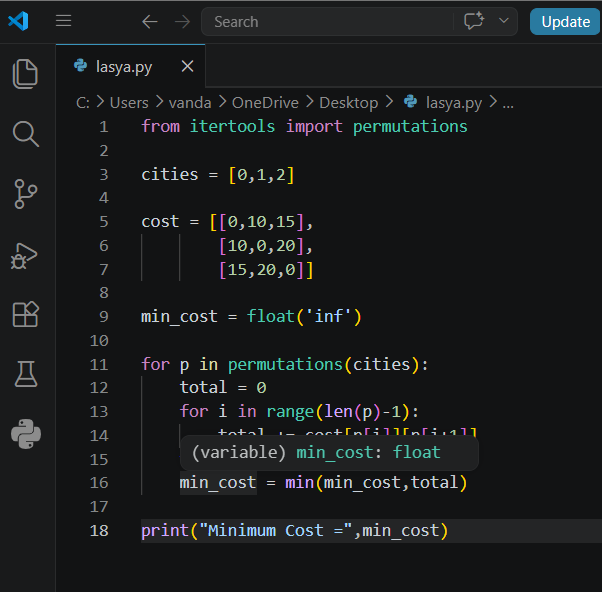 Search
Update
lasya.py
C: > Users > vanda > OneDrive > Desktop > lasya.py > ...
1 from itertools import permutations
2
3 cities = [0,1,2]
4
5 cost = [[0,10,15],
6 [10,0,20],
7 [15,20,0]]
8
9 min_cost = float('inf')
10
11 for p in permutations(cities):
12 total = 0
13 for i in range(len(p)-1):
14 total += cost[p[i]][p[i+1]]
15 (variable) min_cost: float
16 min_cost = min(min_cost,total)
17
18 print("Minimum Cost =",min_cost)